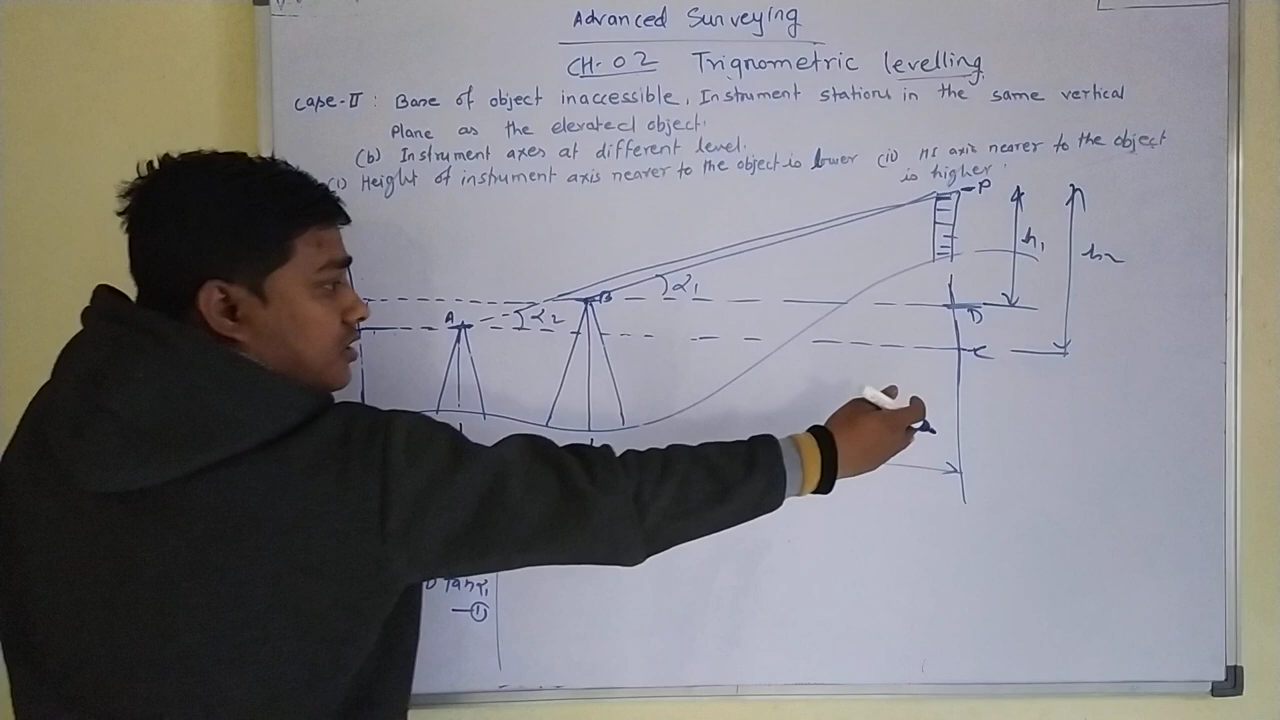 Advanced Surveying
CH-02 Trignometric levelling
Case-II : Base of object inaccessible, Instrument stations in the same vertical
Plane as the elevated object.
(b) Instrument axes at different level.
(i) Height of instrument axis nearer to the object is lower (ii) HS axis nearer to the object
is higher.
P
h1
h2
α1
B
A
α2
D
C
D tan
①